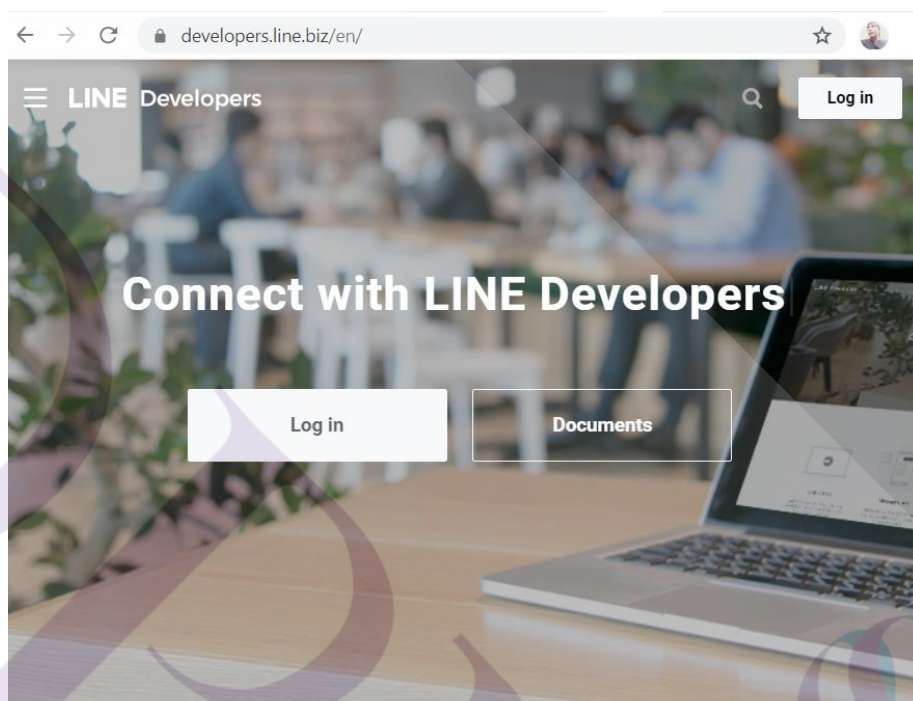 developers.line.biz/en/
LINE Developers
Log in
Connect with LINE Developers
Log in
Documents